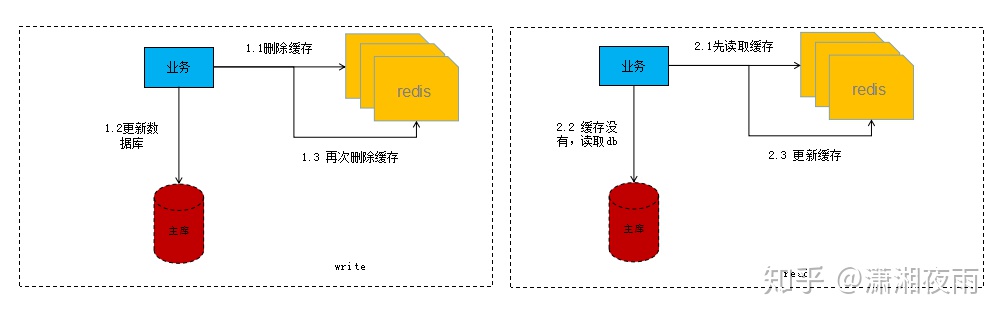 业务
1.1删除缓存
redis
1.2更新数
据库
1.3 再次删除缓存
主库
write
业务
2.1先读取缓存
redis
2.2 缓存没
有，读取db
2.3 更新缓存
主库
read
知乎 @潇湘夜雨